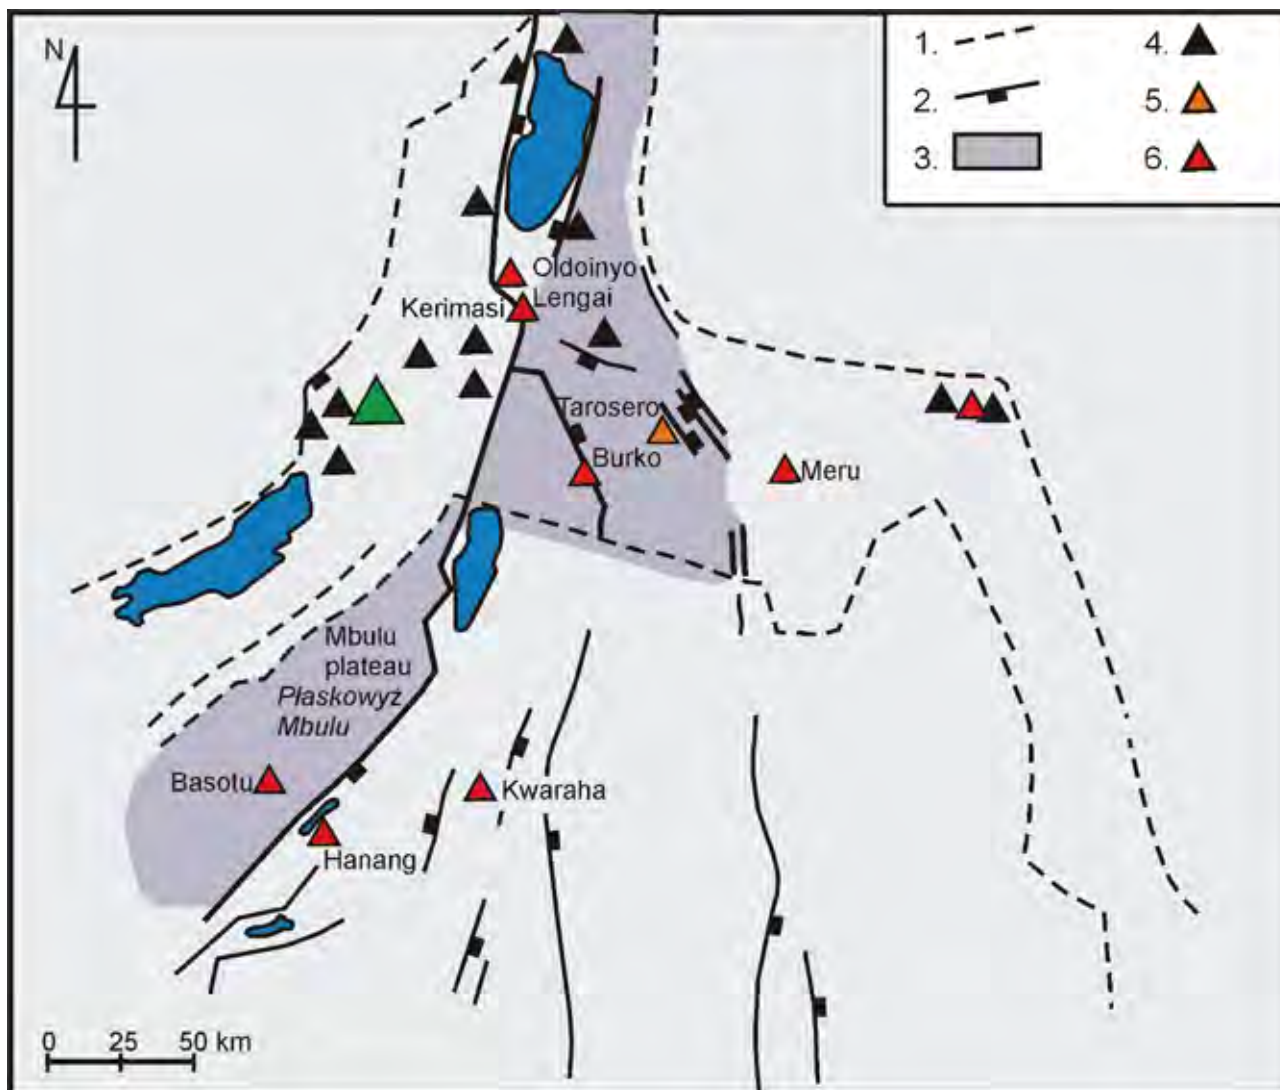 N
1.
4.
2.
5.
3.
6.
Oldoinyo
Lengai
Kerimasi
Tarosero
Burko
Meru
Mbulu
plateau
Płaskowyż
Mbulu
Basotu
Kwaraha
Hanang
0 25 50 km